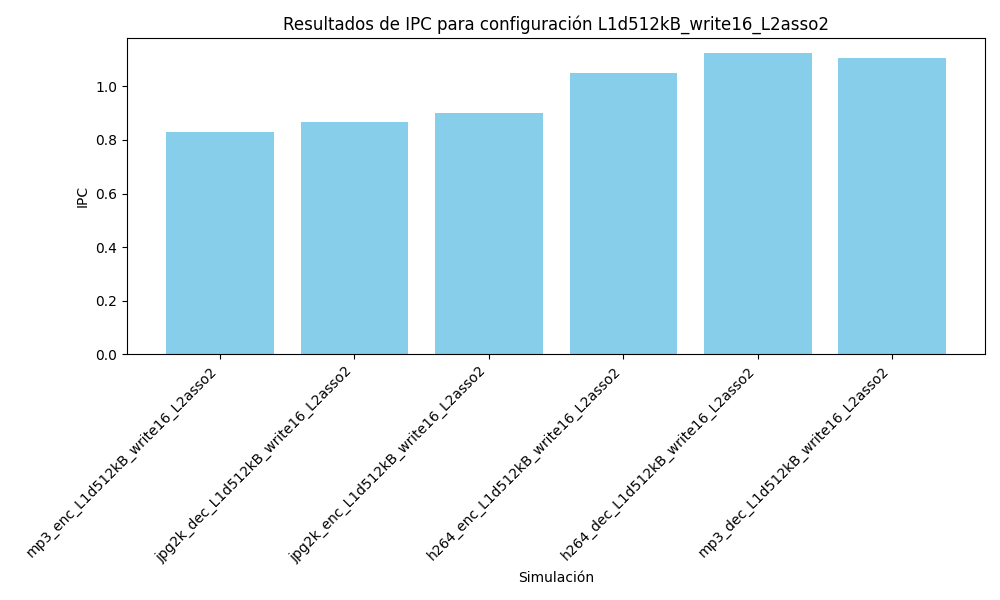 Resultados de IPC para configuración L1d512kB_write16_L2asso2
IPC
1.0
0.8
0.6
0.4
0.2
0.0
mp3_enc_L1d512kB_write16_L2asso2
jpg2k_dec_L1d512kB_write16_L2asso2
jpg2k_enc_L1d512kB_write16_L2asso2
h264_enc_L1d512kB_write16_L2asso2
h264_dec_L1d512kB_write16_L2asso2
mp3_dec_L1d512kB_write16_L2asso2
Simulación